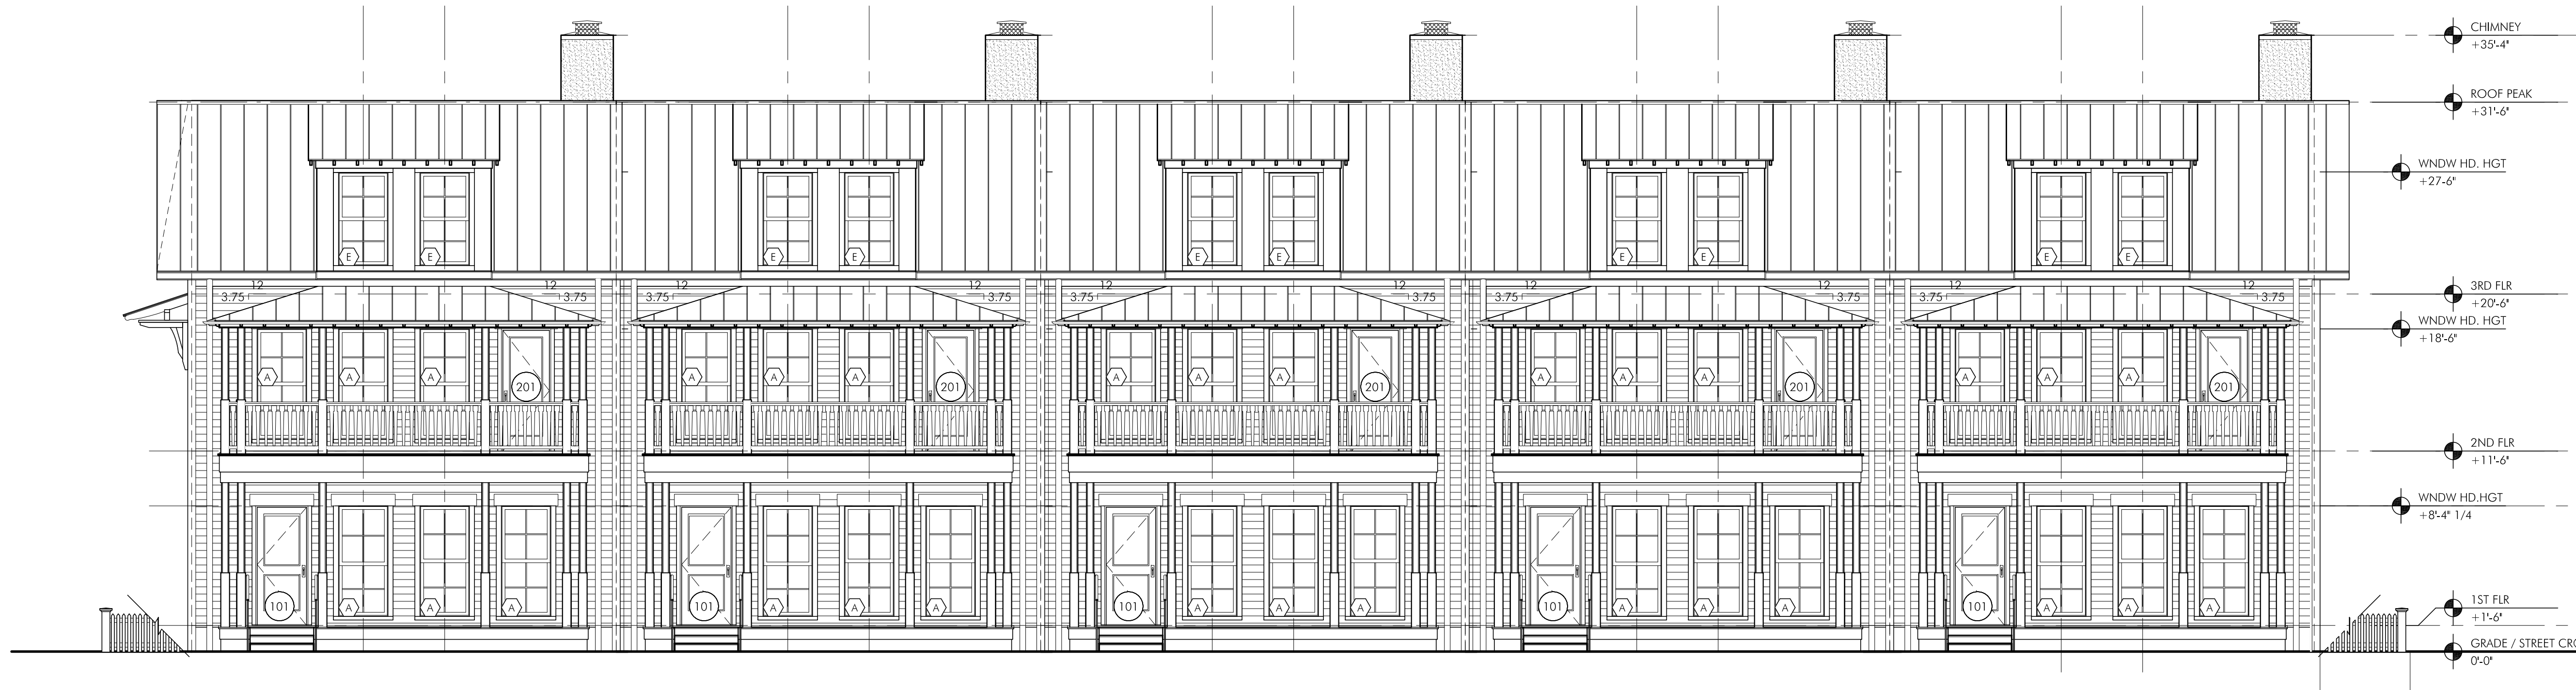 CHIMNEY
+35'-4"
ROOF PEAK
+31'-6"
WNDW HD. HGT
+27-6"
E E E E E E E E E E
12 12 12 12 12 12 12 12 12 12
3.75 3.75 3.75 3.75 3.75 3.75 3.75 3.75 3.75 3.75
3RD FLR
+20'-6"
WNDW HD. HGT
+18'-6"
A A A 201 A A A 201 A A A 201 A A A 201 A A A 201
2ND FLR
+11'-6"
WNDW HD.HGT
+8'-4" 1/4
101 A A A 101 A A A 101 A A A 101 A A A 101 A A A
1ST FLR
+1'-6"
GRADE / STREET
0'-0"